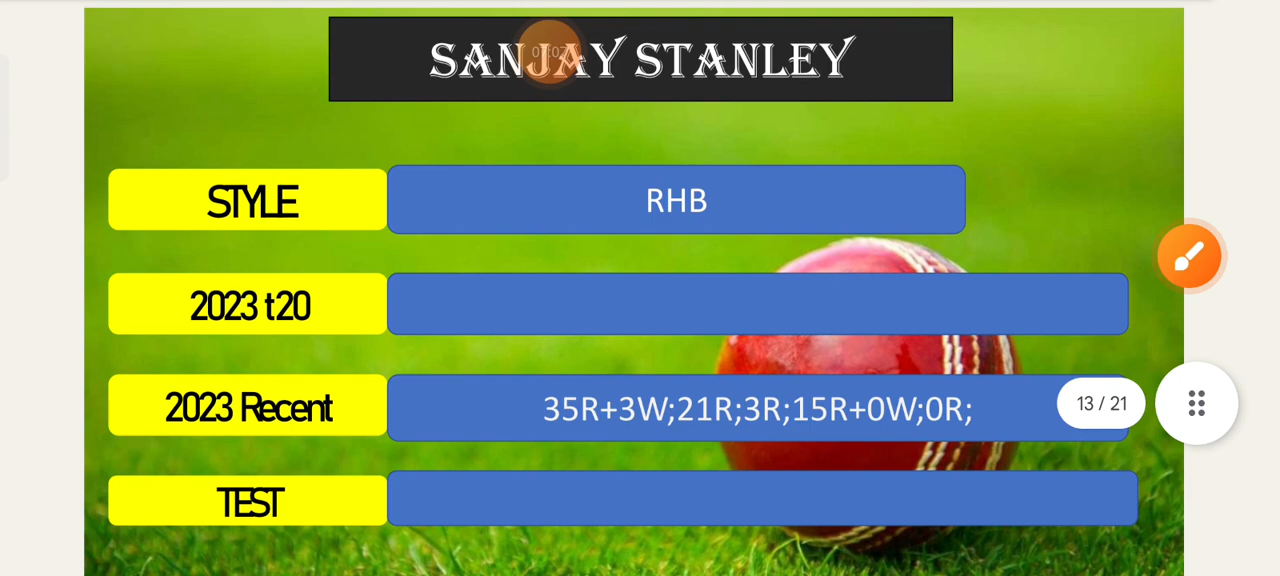 SANJAY STANLEY
STYLE
RHB
2023 t20
2023 Recent
35R+3W;21R;3R;15R+0W;0R;
13 / 21
TEST